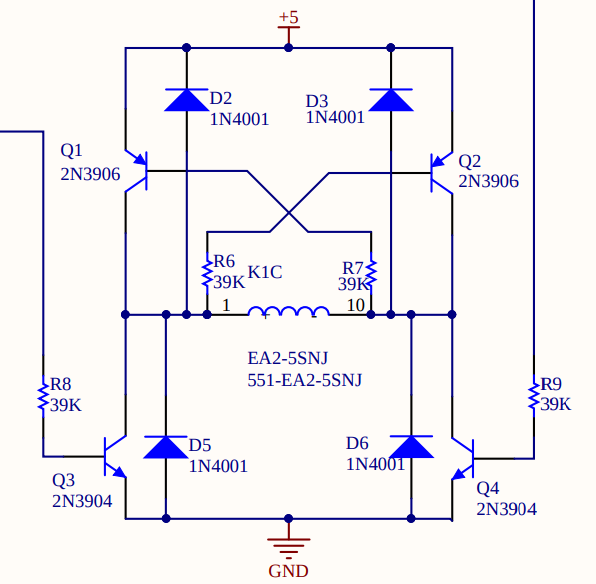 +5
D2
1N4001
D3
1N4001
Q1
2N3906
Q2
2N3906
R6
39K
K1C
R7
39K
1
10
+
-
EA2-5SNJ
551-EA2-5SNJ
R8
39K
R9
39K
D5
1N4001
D6
1N4001
Q3
2N3904
Q4
2N3904
GND